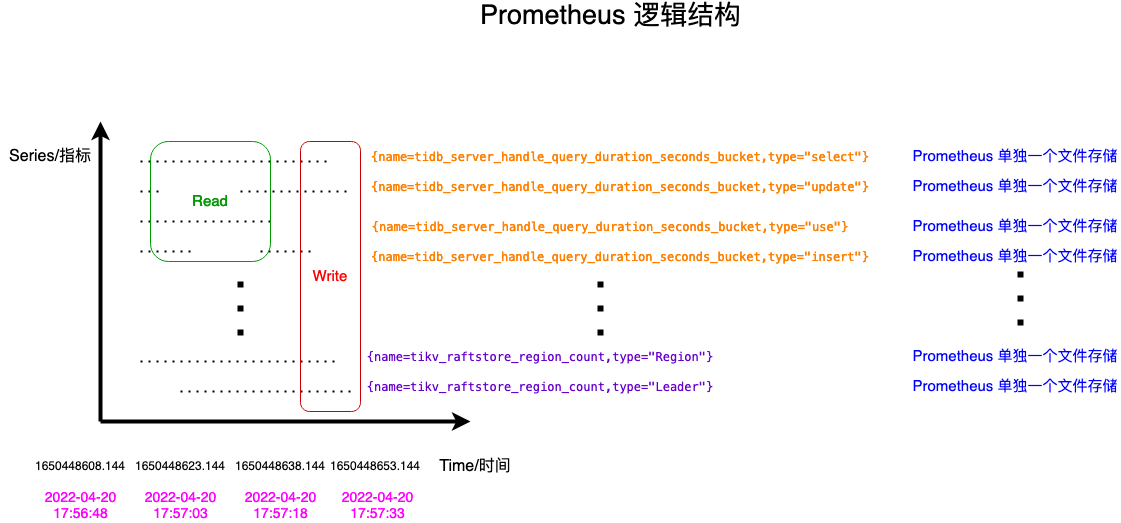 Prometheus 逻辑结构
Series/指标
Read
Write
{name=tidb_server_handle_query_duration_seconds_bucket,type="select"}
Prometheus 单独一个文件存储
{name=tidb_server_handle_query_duration_seconds_bucket,type="update"}
Prometheus 单独一个文件存储
{name=tidb_server_handle_query_duration_seconds_bucket,type="use"}
Prometheus 单独一个文件存储
{name=tidb_server_handle_query_duration_seconds_bucket,type="insert"}
Prometheus 单独一个文件存储
{name=tikv_raftstore_region_count,type="Region"}
Prometheus 单独一个文件存储
{name=tikv_raftstore_region_count,type="Leader"}
Prometheus 单独一个文件存储
1650448608.144 1650448623.144 1650448638.144 1650448653.144 Time/时间
2022-04-20 2022-04-20 2022-04-20 2022-04-20
17:56:48 17:57:03 17:57:18 17:57:33